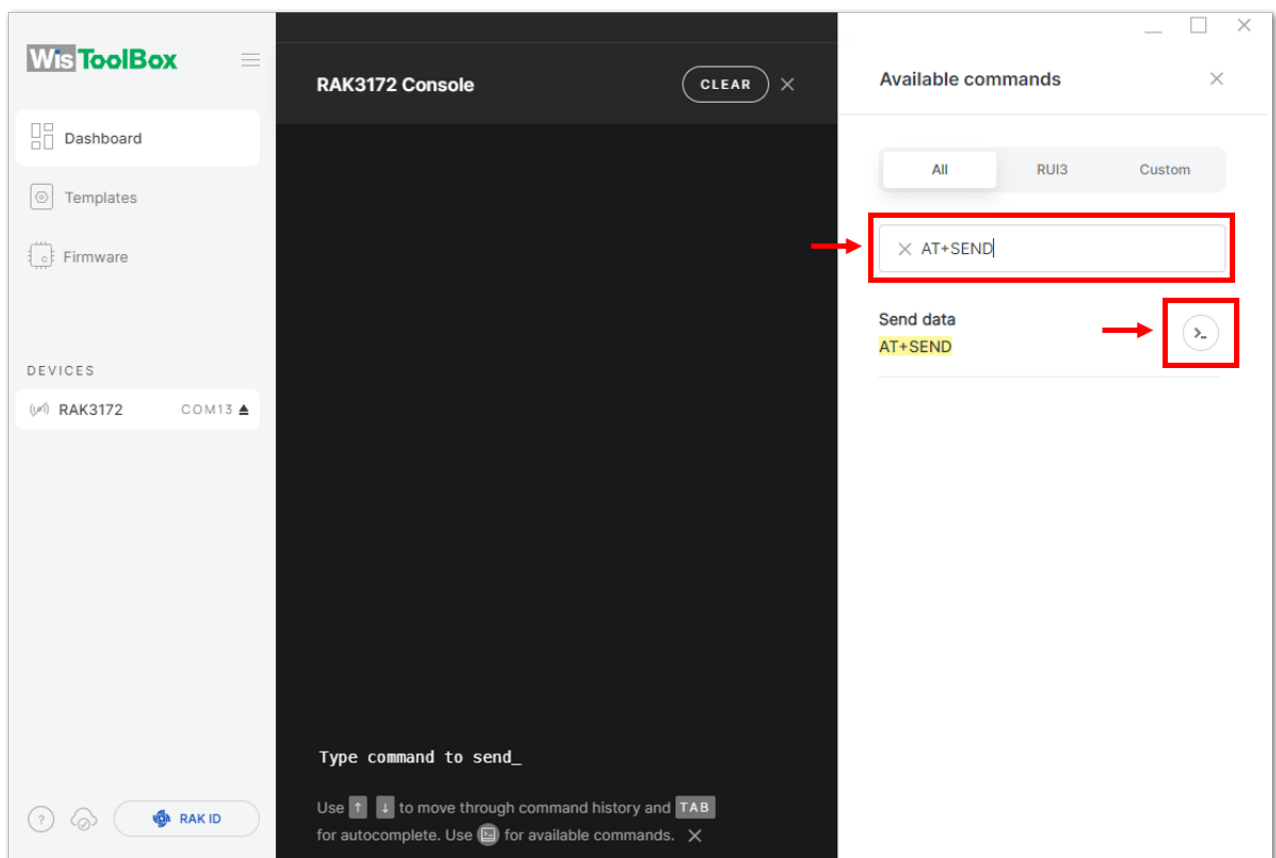 WisToolBox
Dashboard
Templates
Firmware
DEVICES
RAK3172 COM13
?
RAK ID
RAK3172 Console
CLEAR
Type command to send_
Use ↑ ↓ to move through command history and TAB
for autocomplete. Use for available commands.
Available commands
All RUI3 Custom
AT+SEND
Send data
AT+SEND
>_